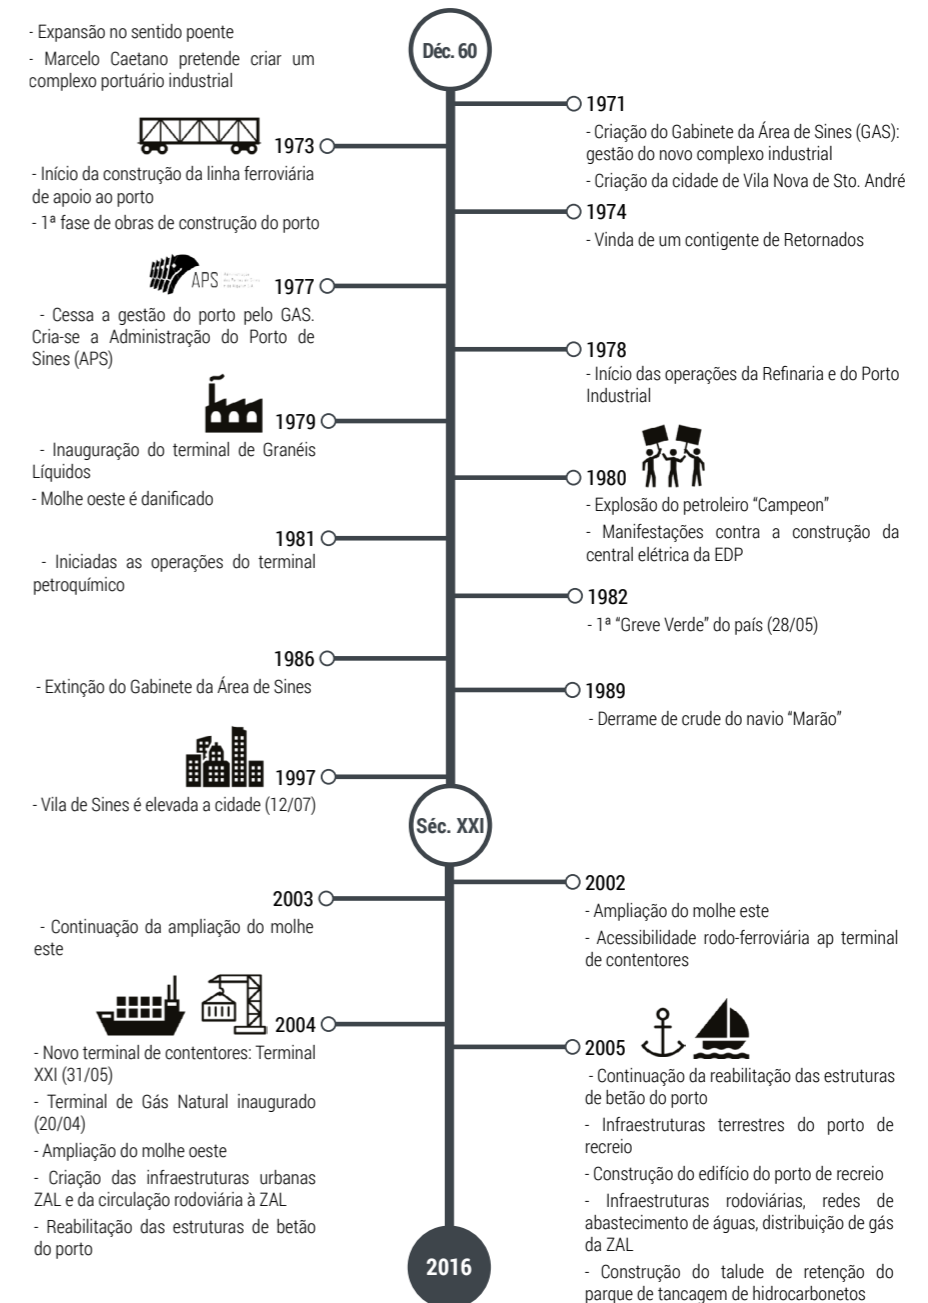 - Expansão no sentido poente
- Marcelo Caetano pretende criar um
complexo portuário industrial
Déc. 60
1971
- Criação do Gabinete da Área de Sines (GAS):
gestão do novo complexo industrial
- Criação da cidade de Vila Nova de Sto. André
1973
- Início da construção da linha ferroviária
de apoio ao porto
- 1ª fase de obras de construção do porto
1974
- Vinda de um contigente de Retornados
APS
1977
- Cessa a gestão do porto pelo GAS.
Cria-se a Administração do Porto de
Sines (APS)
1978
- Início das operações da Refinaria e do Porto
Industrial
1979
- Inauguração do terminal de Granéis
Líquidos
- Molhe oeste é danificado
1980
- Explosão do petroleiro “Campeon”
- Manifestações contra a construção da
central elétrica da EDP
1981
- Iniciadas as operações do terminal
petroquímico
1982
- 1ª “Greve Verde” do país (28/05)
1986
- Extinção do Gabinete da Área de Sines
1989
- Derrame de crude do navio “Marão”
1997
- Vila de Sines é elevada a cidade (12/07)
Séc. XXI
2002
- Ampliação do molhe este
- Acessibilidade rodo-ferroviária ap terminal
de contentores
2003
- Continuação da ampliação do molhe
este
2004
- Novo terminal de contentores: Terminal
XXI (31/05)
- Terminal de Gás Natural inaugurado
(20/04)
- Ampliação do molhe oeste
- Criação das infraestruturas urbanas
ZAL e da circulação rodoviária à ZAL
- Reabilitação das estruturas de betão
do porto
2005
- Continuação da reabilitação das estruturas
de betão do porto
- Infraestruturas terrestres do porto de
recreio
- Construção do edifício do porto de recreio
- Infraestruturas rodoviárias, redes de
abastecimento de águas, distribuição de gás
da ZAL
- Construção do talude de retenção do
parque de tancagem de hidrocarbonetos
2016